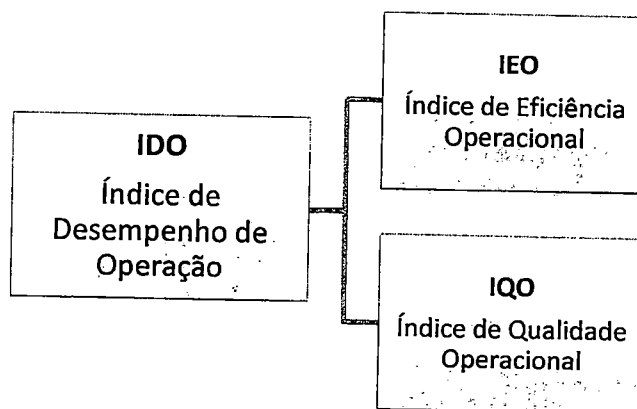 IDO
Índice de
Desempenho de
Operação
IEO
Índice de Eficiência
Operacional
IQO
Índice de Qualidade
Operacional